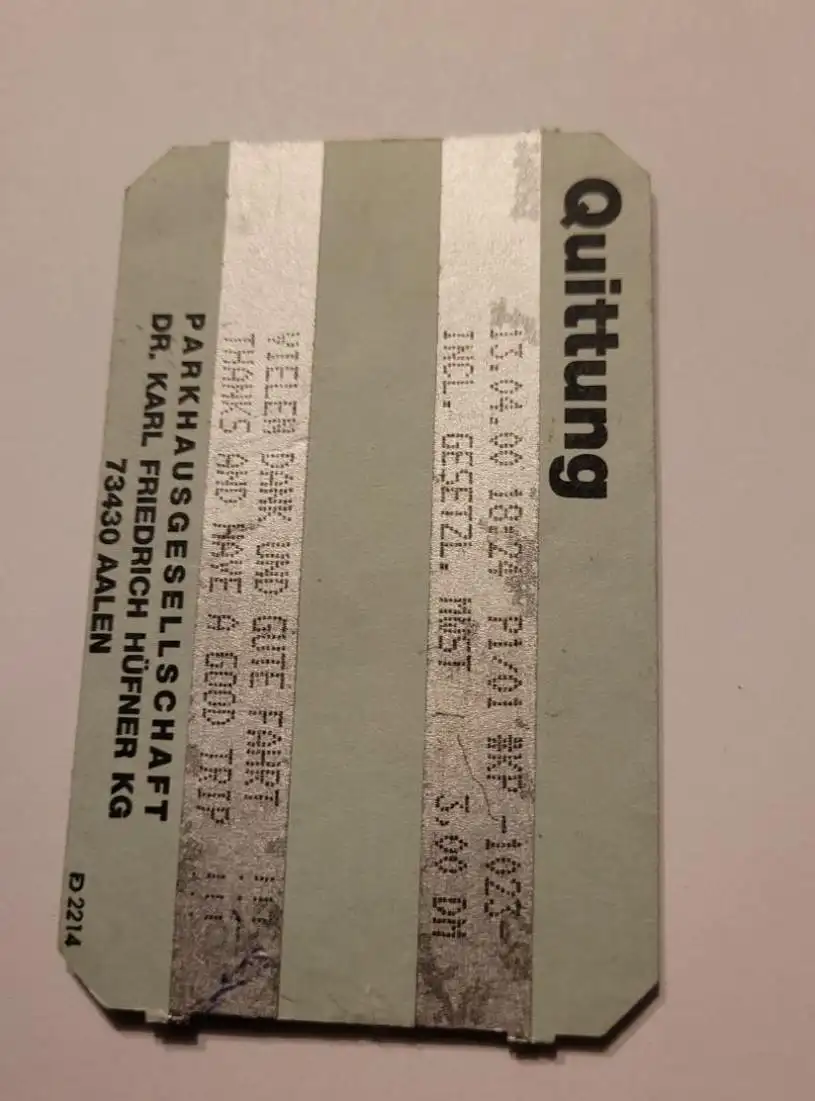 Quittung
13.04.00 18:24 P1/01 #KP -1023-
INCL. GESETZL. MWST 3,00 DM
VIELEN DANK UND GUTE FAHRT !!!
THANKS AND HAVE A GOOD TRIP !!!
PARKHAUSGESELLSCHAFT
DR. KARL FRIEDRICH HÜFNER KG
73430 AALEN
2214